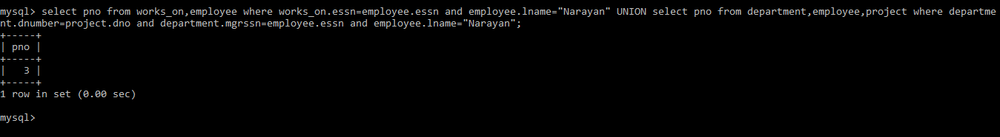 mysql> select pno from works_on,employee where works_on.essn=employee.essn and employee.lname="Narayan" UNION select pno from department,employee,project where departme
nt.dnumber=project.dno and department.mgrssn=employee.essn and employee.lname="Narayan";
+-----+
| pno |
+-----+
|   3 |
+-----+
1 row in set (0.00 sec)
mysql>